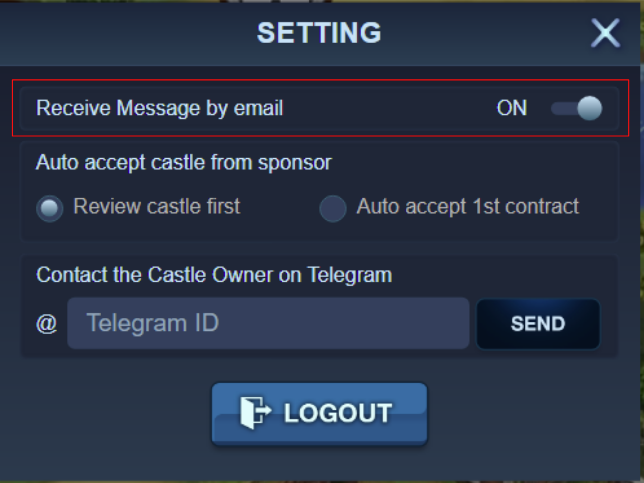 SETTING
Receive Message by email ON
Auto accept castle from sponsor
Review castle first Auto accept 1st contract
Contact the Castle Owner on Telegram
@ Telegram ID SEND
LOGOUT